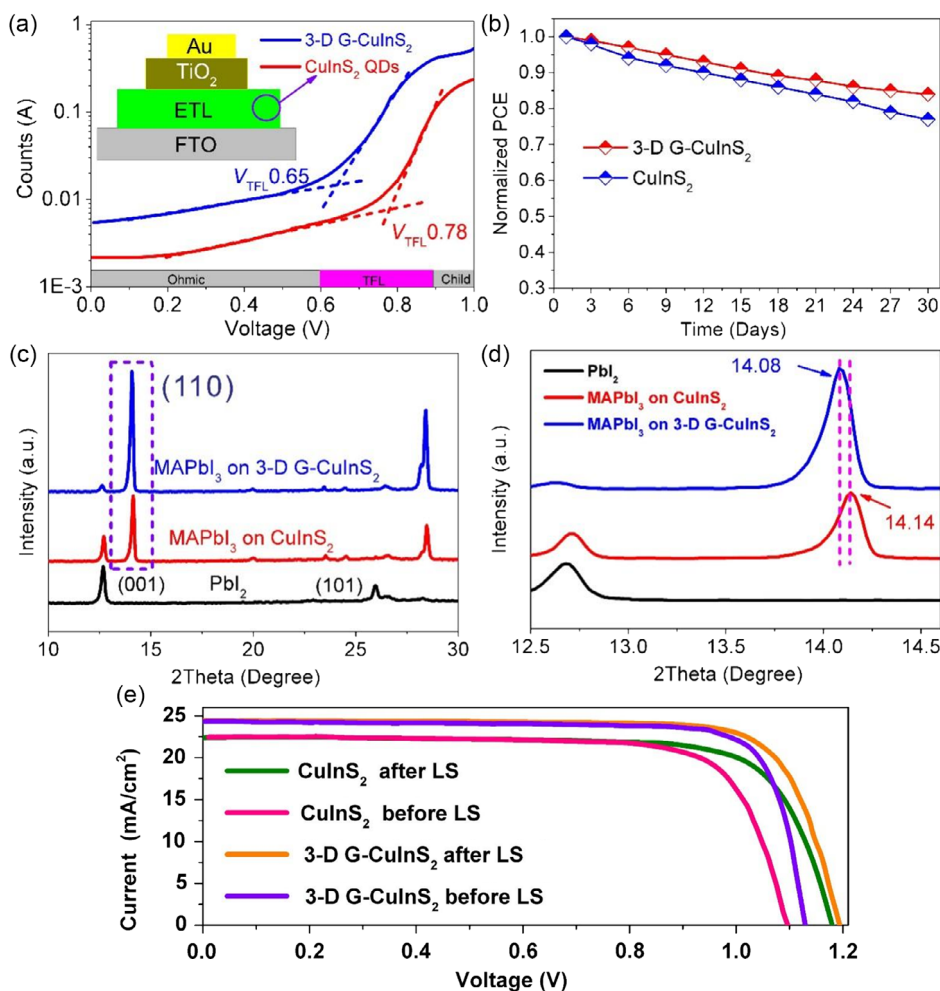 (a)
3-D G-CuInS₂
CuInS₂ QDs
Au
TiO₂
ETL
FTO
Counts (A)
1
0.1
0.01
1E-3
V_TFL 0.65
V_TFL 0.78
Ohmic TFL Child
0.0 0.2 0.4 0.6 0.8 1.0
Voltage (V)
(b)
Normalized PCE
1.0
0.9
0.8
0.7
0.6
0.5
0.4
0.3
3-D G-CuInS₂
CuInS₂
0 3 6 9 12 15 18 21 24 27 30
Time (Days)
(c)
(110)
MAPbI₃ on 3-D G-CuInS₂
MAPbI₃ on CuInS₂
(001) PbI₂ (101)
Intensity (a.u.)
10 15 20 25 30
2Theta (Degree)
(d)
PbI₂
MAPbI₃ on CuInS₂
MAPbI₃ on 3-D G-CuInS₂
14.08
14.14
Intensity (a.u.)
12.5 13.0 13.5 14.0 14.5
2Theta (Degree)
(e)
Current (mA/cm²)
25
20
15
10
5
0
CuInS₂ after LS
CuInS₂ before LS
3-D G-CuInS₂ after LS
3-D G-CuInS₂ before LS
0.0 0.2 0.4 0.6 0.8 1.0 1.2
Voltage (V)